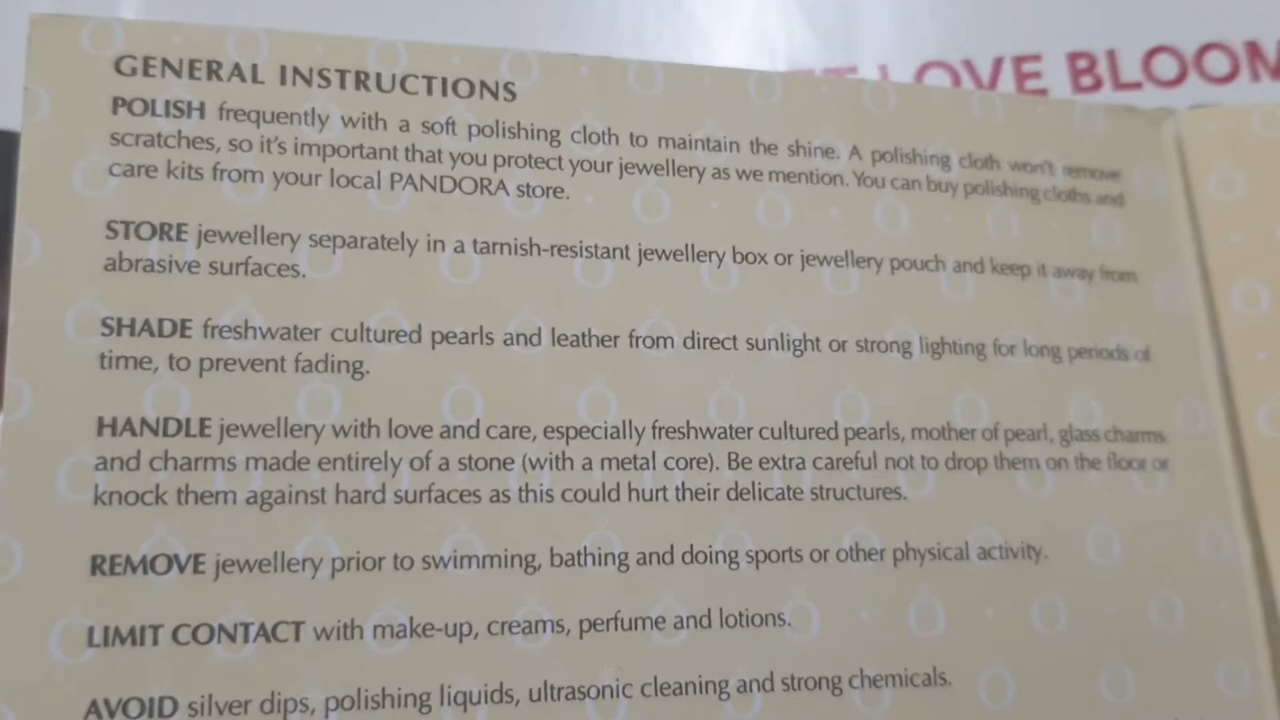 LOVE BLOOM
GENERAL INSTRUCTIONS
POLISH frequently with a soft polishing cloth to maintain the shine. A polishing cloth won't remove
scratches, so it's important that you protect your jewellery as we mention. You can buy polishing cloths and
care kits from your local PANDORA store.
STORE jewellery separately in a tarnish-resistant jewellery box or jewellery pouch and keep it away from
abrasive surfaces.
SHADE freshwater cultured pearls and leather from direct sunlight or strong lighting for long periods of
time, to prevent fading.
HANDLE jewellery with love and care, especially freshwater cultured pearls, mother of pearl, glass charms
and charms made entirely of a stone (with a metal core). Be extra careful not to drop them on the floor or
knock them against hard surfaces as this could hurt their delicate structures.
REMOVE jewellery prior to swimming, bathing and doing sports or other physical activity.
LIMIT CONTACT with make-up, creams, perfume and lotions.
AVOID silver dips, polishing liquids, ultrasonic cleaning and strong chemicals.